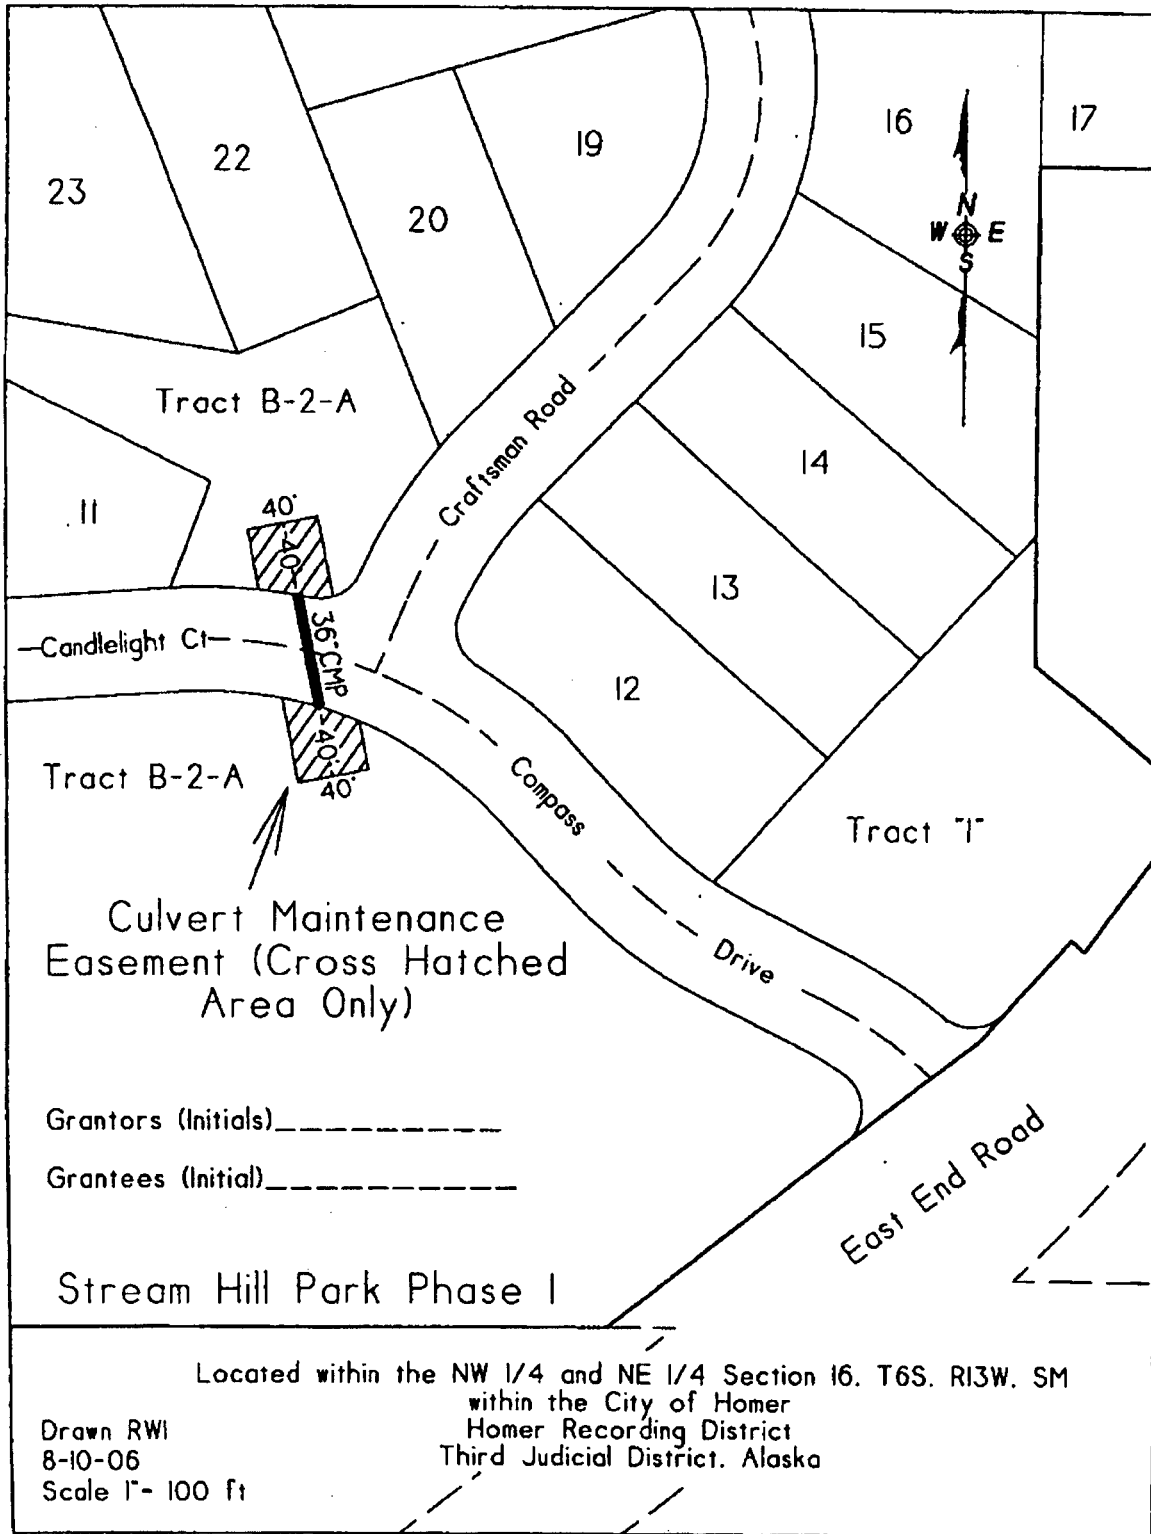 16
17
19
22
23
20
N
W E
S
15
Tract B-2-A
Craftsman Road
14
11
40'
40
13
36"CMP
Candlelight Ct
12
40'
40'
Tract B-2-A
Compass
Drive
Tract "1"
Culvert Maintenance
Easement (Cross Hatched
Area Only)
Grantors (Initials)__________
Grantees (Initial)___________
East End Road
Stream Hill Park Phase 1
Located within the NW 1/4 and NE 1/4 Section 16. T6S. R13W. SM
within the City of Homer
Homer Recording District
Third Judicial District. Alaska
Drawn RWI
8-10-06
Scale 1"- 100 ft